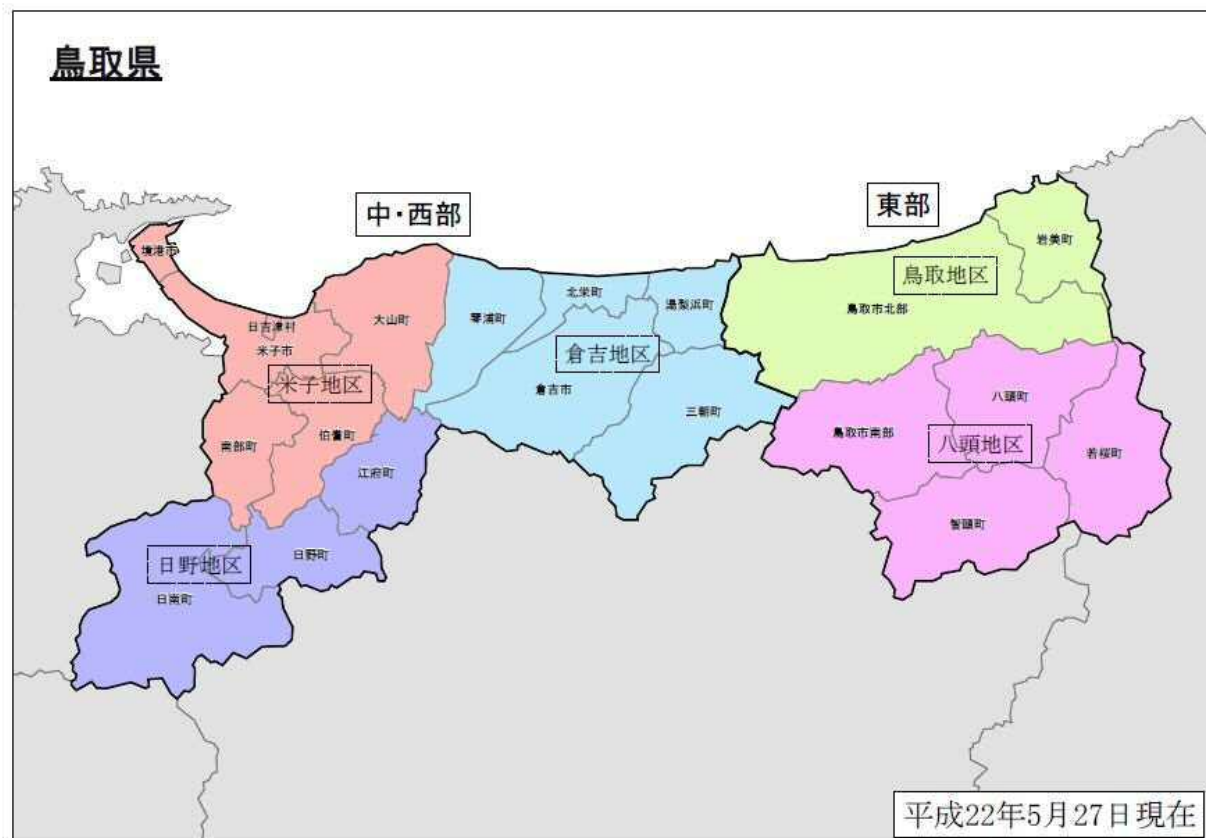 鳥取県
中・西部
東部
境港市
岩美町
鳥取地区
鳥取市北部
大山町
北栄町
湯梨浜町
琴浦町
日吉津村
米子市
倉吉地区
米子地区
倉吉市
三朝町
八頭町
伯耆町
鳥取市南部
八頭地区
南部町
若桜町
江府町
智頭町
日野町
日野地区
日南町
平成22年5月27日現在